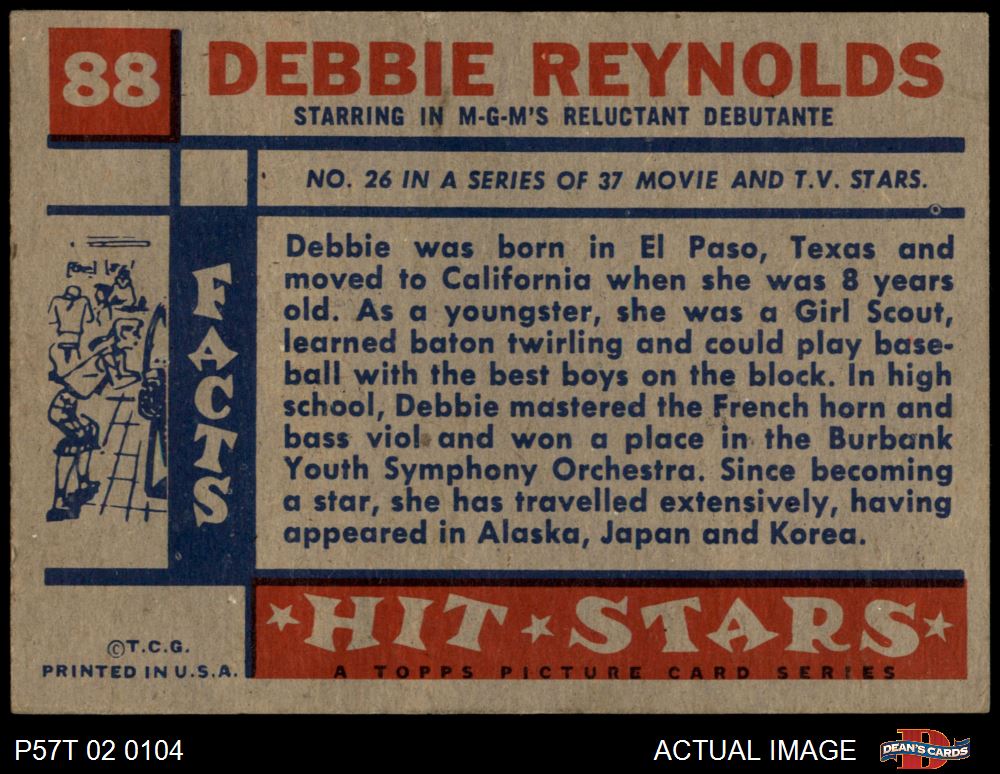 88
DEBBIE REYNOLDS
STARRING IN M-G-M'S RELUCTANT DEBUTANTE
NO. 26 IN A SERIES OF 37 MOVIE AND T.V. STARS.
FACTS
Debbie was born in El Paso, Texas and
moved to California when she was 8 years
old. As a youngster, she was a Girl Scout,
learned baton twirling and could play base-
ball with the best boys on the block. In high
school, Debbie mastered the French horn and
bass viol and won a place in the Burbank
Youth Symphony Orchestra. Since becoming
a star, she has travelled extensively, having
appeared in Alaska, Japan and Korea.
©T.C.G.
PRINTED IN U.S.A.
HIT STARS
A TOPPS PICTURE CARD SERIES
P57T 02 0104
ACTUAL IMAGE
DEAN'S CARDS